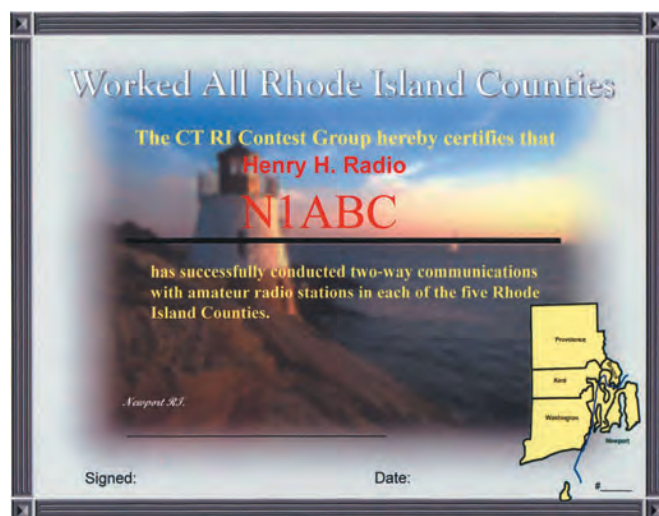 Worked All Rhode Island Counties
The CT RI Contest Group hereby certifies that
Henry H. Radio
N1ABC
has successfully conducted two-way communications
with amateur radio stations in each of the five Rhode
Island Counties.
Providence
Kent
Washington
Newport
Newport RI.
Signed:
Date:
#_____